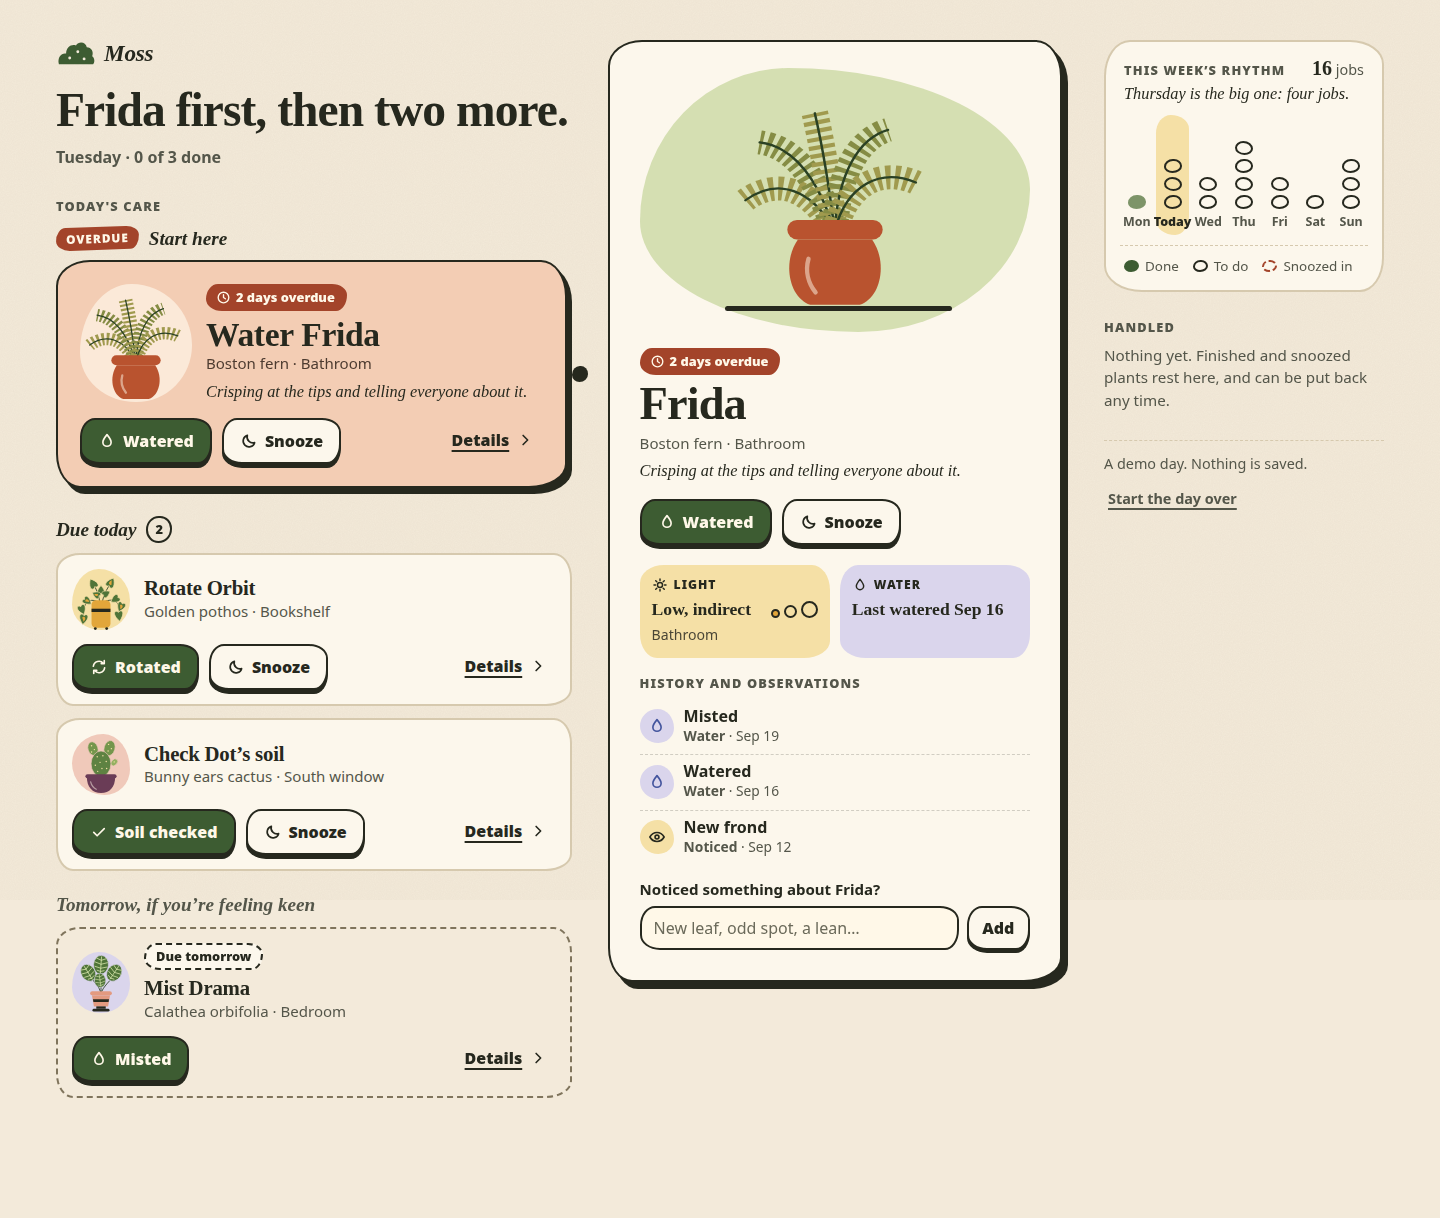 Moss
Frida first, then two more.
Tuesday · 0 of 3 done
TODAY'S CARE
OVERDUE Start here
2 days overdue
Water Frida
Boston fern · Bathroom
Crisping at the tips and telling everyone about it.
Watered Snooze Details
Due today 2
Rotate Orbit
Golden pothos · Bookshelf
Rotated Snooze Details
Check Dot’s soil
Bunny ears cactus · South window
Soil checked Snooze Details
Tomorrow, if you’re feeling keen
Due tomorrow
Mist Drama
Calathea orbifolia · Bedroom
Misted Details
2 days overdue
Frida
Boston fern · Bathroom
Crisping at the tips and telling everyone about it.
Watered Snooze
LIGHT
Low, indirect
Bathroom
WATER
Last watered Sep 16
HISTORY AND OBSERVATIONS
Misted
Water · Sep 19
Watered
Water · Sep 16
New frond
Noticed · Sep 12
Noticed something about Frida?
New leaf, odd spot, a lean... Add
THIS WEEK’S RHYTHM 16 jobs
Thursday is the big one: four jobs.
Mon Today Wed Thu Fri Sat Sun
Done To do Snoozed in
HANDLED
Nothing yet. Finished and snoozed
plants rest here, and can be put back
any time.
A demo day. Nothing is saved.
Start the day over